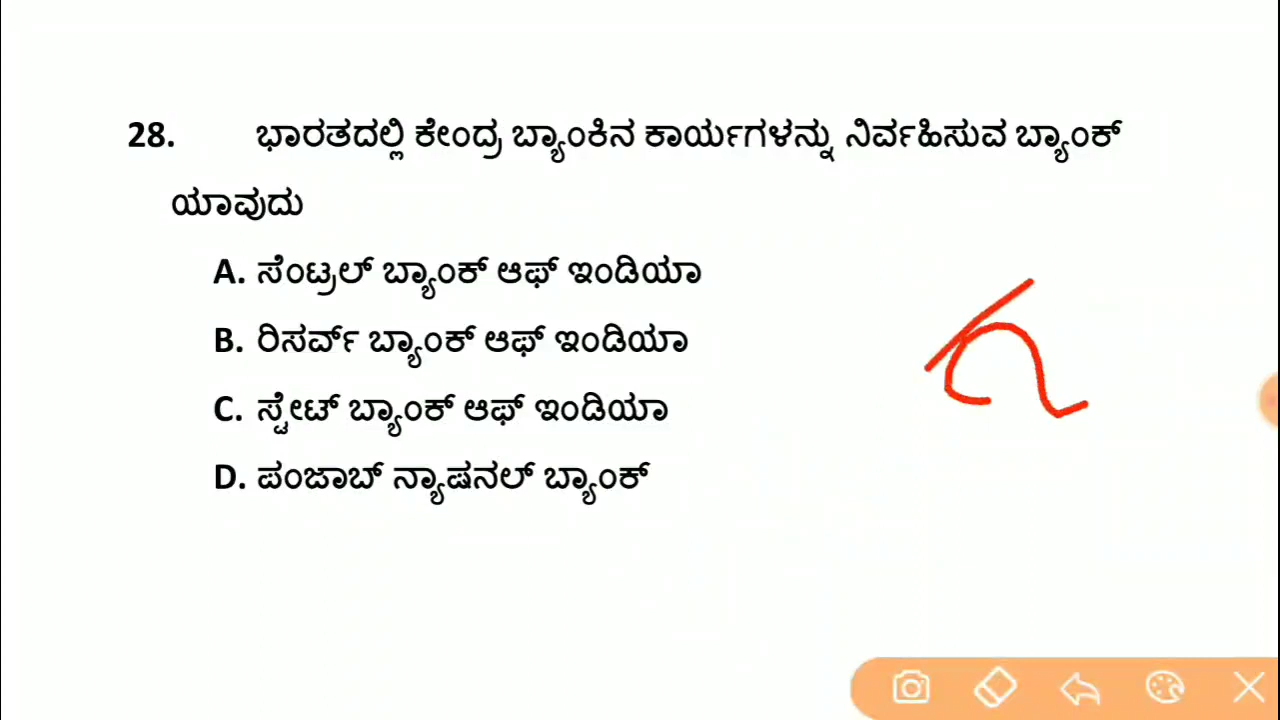 28. ಭಾರತದಲ್ಲಿ ಕೇಂದ್ರ ಬ್ಯಾಂಕಿನ ಕಾರ್ಯಗಳನ್ನು ನಿರ್ವಹಿಸುವ ಬ್ಯಾಂಕ್
ಯಾವುದು
A. ಸೆಂಟ್ರಲ್ ಬ್ಯಾಂಕ್ ಆಫ್ ಇಂಡಿಯಾ
B. ರಿಸರ್ವ್ ಬ್ಯಾಂಕ್ ಆಫ್ ಇಂಡಿಯಾ
C. ಸ್ಟೇಟ್ ಬ್ಯಾಂಕ್ ಆಫ್ ಇಂಡಿಯಾ
D. ಪಂಜಾಬ್ ನ್ಯಾಷನಲ್ ಬ್ಯಾಂಕ್